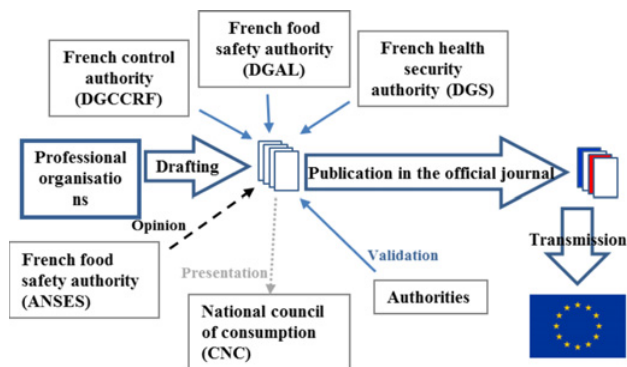 French control
authority
(DGCCRF)
French food
safety authority
(DGAL)
French health
security
authority (DGS)
Professional
organisatio
ns
Drafting
Publication in the official journal
Opinion
French food
safety authority
(ANSES)
Presentation
National council
of consumption
(CNC)
Validation
Authorities
Transmission